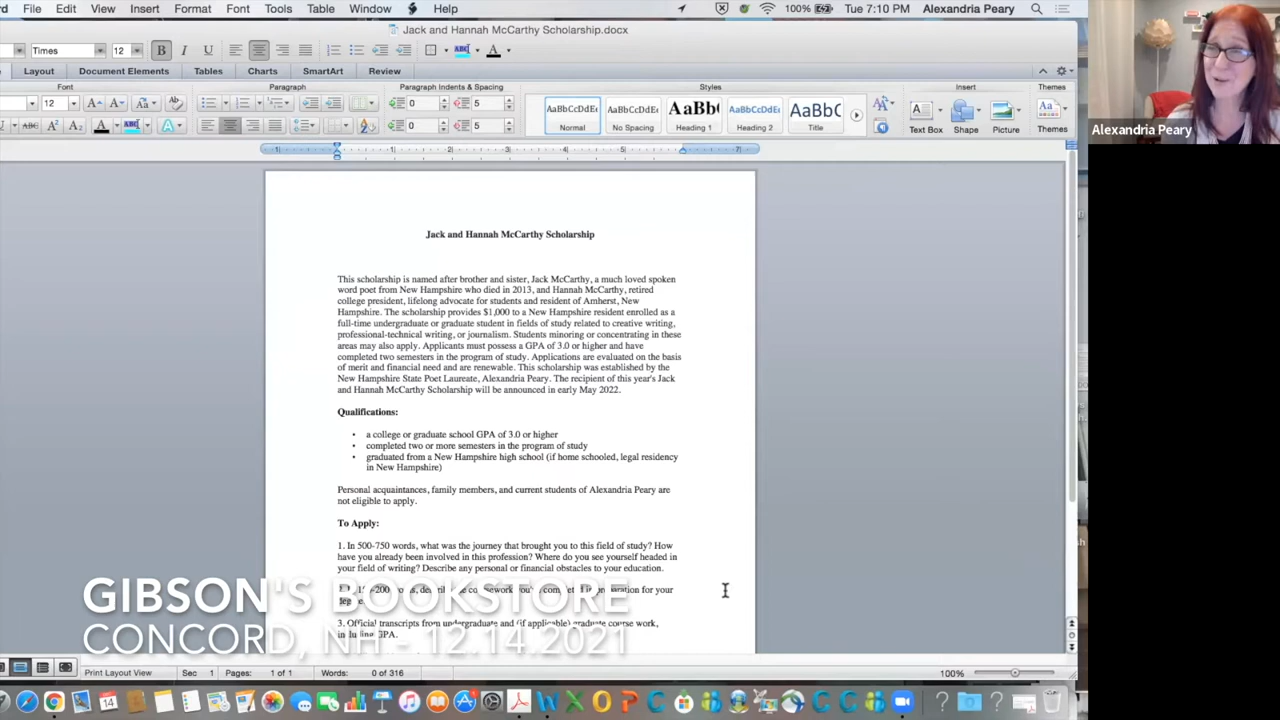 File Edit View Insert Format Font Tools Table Window Help 100% Tue 7:10 PM Alexandria Peary
Jack and Hannah McCarthy Scholarship.docx
Times 12 B I U ABC A
Layout Document Elements Tables Charts SmartArt Review
Font Paragraph Paragraph Indents & Spacing Styles Insert Themes
12 0 5 AaBbCcDdE AaBbCcDdE AaBb AaBbCcDdE AaBbC
0 5 Normal No Spacing Heading 1 Heading 2 Title Text Box Shape Picture Themes
Alexandria Peary
Jack and Hannah McCarthy Scholarship
This scholarship is named after brother and sister, Jack McCarthy, a much loved spoken
word poet from New Hampshire who died in 2013, and Hannah McCarthy, retired
college president, lifelong advocate for students and resident of Amherst, New
Hampshire. The scholarship provides $1,000 to a New Hampshire resident enrolled as a
full-time undergraduate or graduate student in fields of study related to creative writing,
professional-technical writing, or journalism. Students minoring or concentrating in these
areas may also apply. Applicants must possess a GPA of 3.0 or higher and have
completed two semesters in the program of study. Applications are evaluated on the basis
of merit and financial need and are renewable. This scholarship was established by the
New Hampshire State Poet Laureate, Alexandria Peary. The recipient of this year's Jack
and Hannah McCarthy Scholarship will be announced in early May 2022.
Qualifications:
• a college or graduate school GPA of 3.0 or higher
• completed two or more semesters in the program of study
• graduated from a New Hampshire high school (if home schooled, legal residency
in New Hampshire)
Personal acquaintances, family members, and current students of Alexandria Peary are
not eligible to apply.
To Apply:
1. In 500-750 words, what was the journey that brought you to this field of study? How
have you already been involved in this profession? Where do you see yourself headed in
your field of writing? Describe any personal or financial obstacles to your education.
for your
GIBSON'S BOOKSTORE
3. Official transcripts from undergraduate and (if applicable) graduate course work,
including GPA.
CONCORD, NH - 12.14.2021
Print Layout View Sec 1 Pages: 1 of 1 Words: 0 of 316 100%